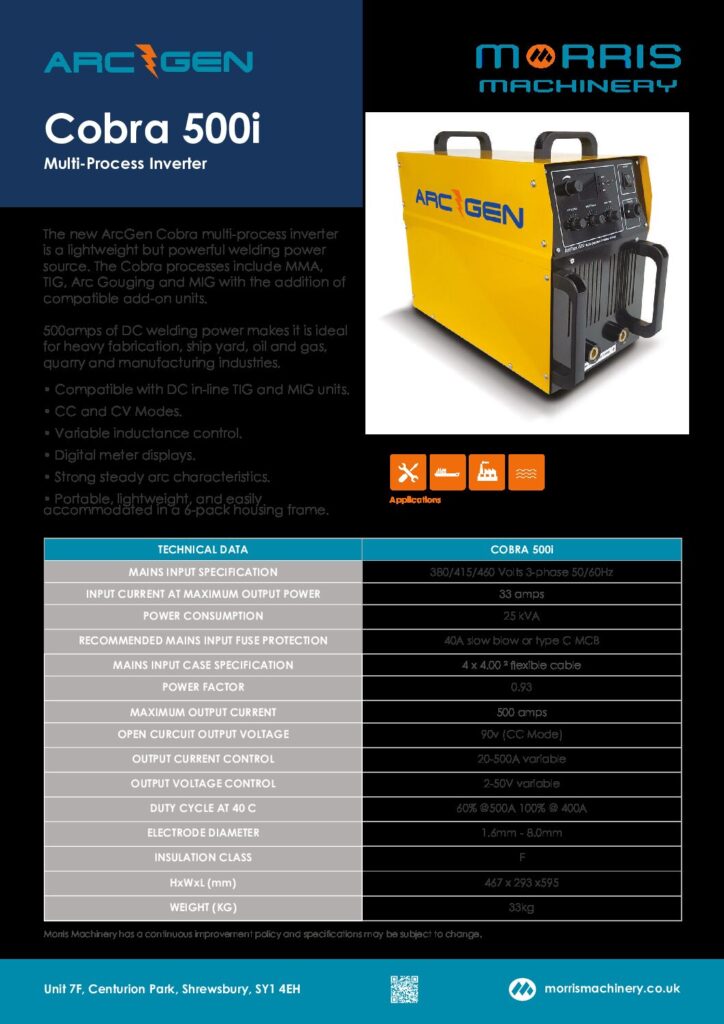 ARC GEN
MORRIS
MACHINERY
Cobra 500i
Multi-Process Inverter
The new ArcGen Cobra multi-process inverter
is a lightweight but powerful welding power
source. The Cobra processes include MMA,
TIG, Arc Gouging and MIG with the addition of
compatible add-on units.
500amps of DC welding power makes it is ideal
for heavy fabrication, ship yard, oil and gas,
quarry and manufacturing industries.
• Compatible with DC in-line TIG and MIG units.
• CC and CV Modes.
• Variable inductance control.
• Digital meter displays.
• Strong steady arc characteristics.
• Portable, lightweight, and easily
accommodated in a 6-pack housing frame.
ARC GEN
Applications
TECHNICAL DATA COBRA 500i
MAINS INPUT SPECIFICATION 380/415/460 Volts 3-phase 50/60Hz
INPUT CURRENT AT MAXIMUM OUTPUT POWER 33 amps
POWER CONSUMPTION 25 kVA
RECOMMENDED MAINS INPUT FUSE PROTECTION 40A slow blow or type C MCB
MAINS INPUT CASE SPECIFICATION 4 x 4.00 ² flexible cable
POWER FACTOR 0.93
MAXIMUM OUTPUT CURRENT 500 amps
OPEN CURCUIT OUTPUT VOLTAGE 90v (CC Mode)
OUTPUT CURRENT CONTROL 20-500A variable
OUTPUT VOLTAGE CONTROL 2-50V variable
DUTY CYCLE AT 40 C 60% @500A 100% @ 400A
ELECTRODE DIAMETER 1.6mm - 8.0mm
INSULATION CLASS F
HxWxL (mm) 467 x 293 x595
WEIGHT (KG) 33kg
Morris Machinery has a continuous improvement policy and specifications may be subject to change.
Unit 7F, Centurion Park, Shrewsbury, SY1 4EH
morrismachinery.co.uk